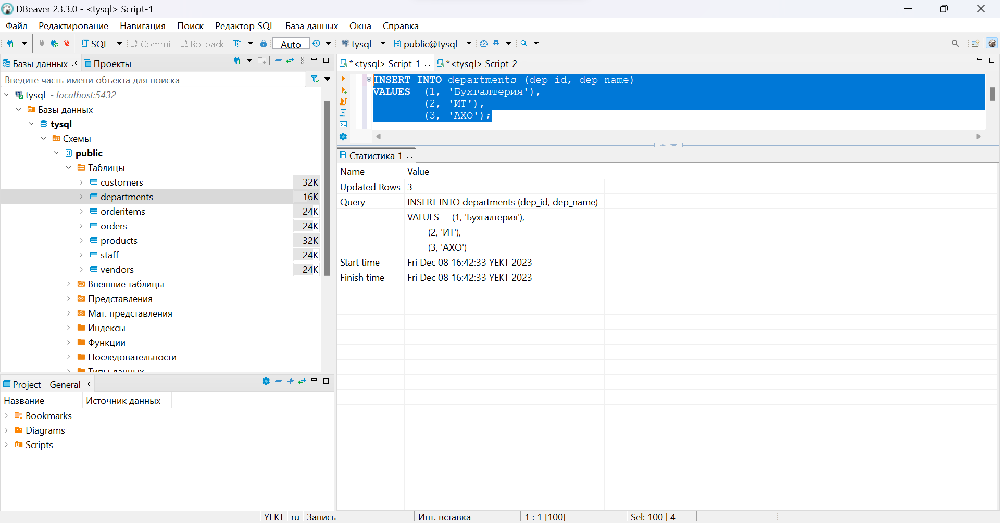 DBeaver 23.3.0 - <tysql> Script-1
Файл Редактирование Навигация Поиск Редактор SQL База данных Окна Справка
SQL Commit Rollback Auto tysql public@tysql
Базы данных Проекты
Введите часть имени объекта для поиска
tysql - localhost:5432
Базы данных
tysql
Схемы
public
Таблицы
customers 32K
departments 16K
orderitems 24K
orders 24K
products 32K
staff 24K
vendors 24K
Внешние таблицы
Представления
Мат. представления
Индексы
Функции
Последовательности
Типы данных
Project - General
Название Источник данных
Bookmarks
Diagrams
Scripts
*<tysql> Script-1 *<tysql> Script-2
INSERT INTO departments (dep_id, dep_name)
VALUES (1, 'Бухгалтерия'),
(2, 'ИТ'),
(3, 'АХО');
Статистика 1
Name Value
Updated Rows 3
Query INSERT INTO departments (dep_id, dep_name)
VALUES (1, 'Бухгалтерия'),
(2, 'ИТ'),
(3, 'АХО')
Start time Fri Dec 08 16:42:33 YEKT 2023
Finish time Fri Dec 08 16:42:33 YEKT 2023
YEKT ru Запись Инт. вставка 1 : 1 [100] Sel: 100 | 4